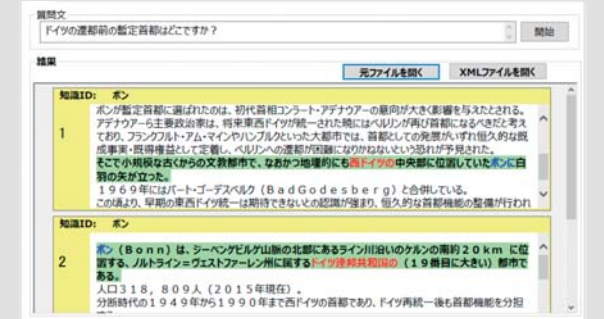 質問文
ドイツの遷都前の暫定首都はどこですか？
開始
結果
元ファイルを開く
XMLファイルを開く
知識ID: ボン
1
ボンが暫定首都に選ばれたのは、初代首相コンラート・アデナウアーの意向が大きく影響を与えたとされる。
アデナウアーら主要政治家は、将来東西ドイツが統一された暁にはベルリンが再び首都になるべきだと考え
ており、フランクフルト・アム・マインやハンブルクといった大都市では、首都としての発展がいずれ恒久的な既
成事実・既得権益として定着し、ベルリンへの遷都が困難になりかねないという恐れが予見された。
そこで小規模な古くからの文教都市で、なおかつ地理的にも西ドイツの中央部に位置していたボンに白
羽の矢が立った。
１９６９年にはバート・ゴーデスベルク（ＢａｄＧｏｄｅｓｂｅｒｇ）と合併している。
この頃より、早期の東西ドイツ統一は期待できないとの認識が強まり、恒久的な首都機能の整備が行われ
知識ID: ボン
2
ボン（Ｂｏｎｎ）は、ジーベンゲビルゲ山脈の北部にあるライン川沿いのケルンの南約２０ｋｍ に位
置する、ノルトライン＝ヴェストファーレン州に属するドイツ連邦共和国の（１９番目に大きい）都市で
ある。
人口３１８，８０９人（２０１５年現在）。
分断時代の１９４９年から１９９０年まで西ドイツの首都であり、ドイツ再統一後も首都機能を分担